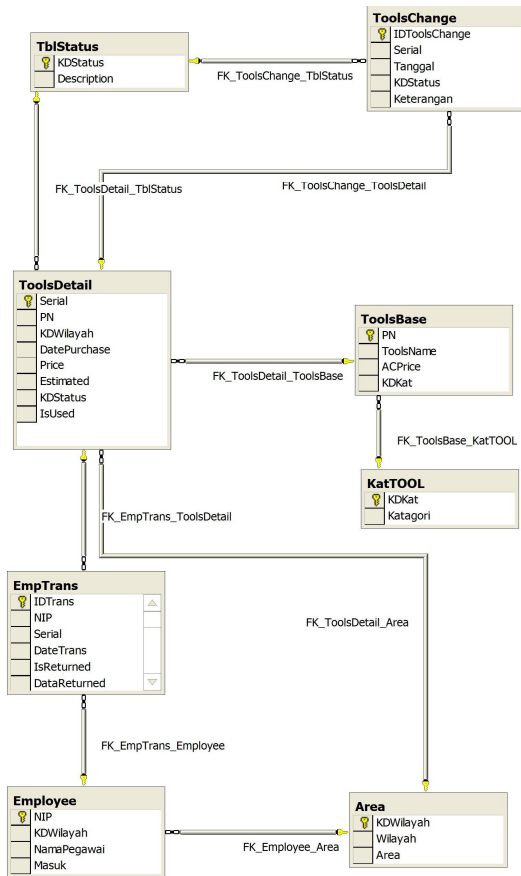 ToolsChange
IDToolsChange
Serial
Tanggal
KDStatus
Keterangan
TblStatus
KDStatus
Description
FK_ToolsChange_TblStatus
FK_ToolsDetail_TblStatus
FK_ToolsChange_ToolsDetail
ToolsDetail
Serial
PN
KDWilayah
DatePurchase
Price
Estimated
KDStatus
IsUsed
ToolsBase
PN
ToolsName
ACPrice
KDKat
FK_ToolsDetail_ToolsBase
FK_ToolsBase_KatTOOL
KatTOOL
KDKat
Katagori
FK_EmpTrans_ToolsDetail
EmpTrans
IDTrans
NIP
Serial
DateTrans
IsReturned
DataReturned
FK_ToolsDetail_Area
FK_EmpTrans_Employee
Employee
NIP
KDWilayah
NamaPegawai
Masuk
FK_Employee_Area
Area
KDWilayah
Wilayah
Area